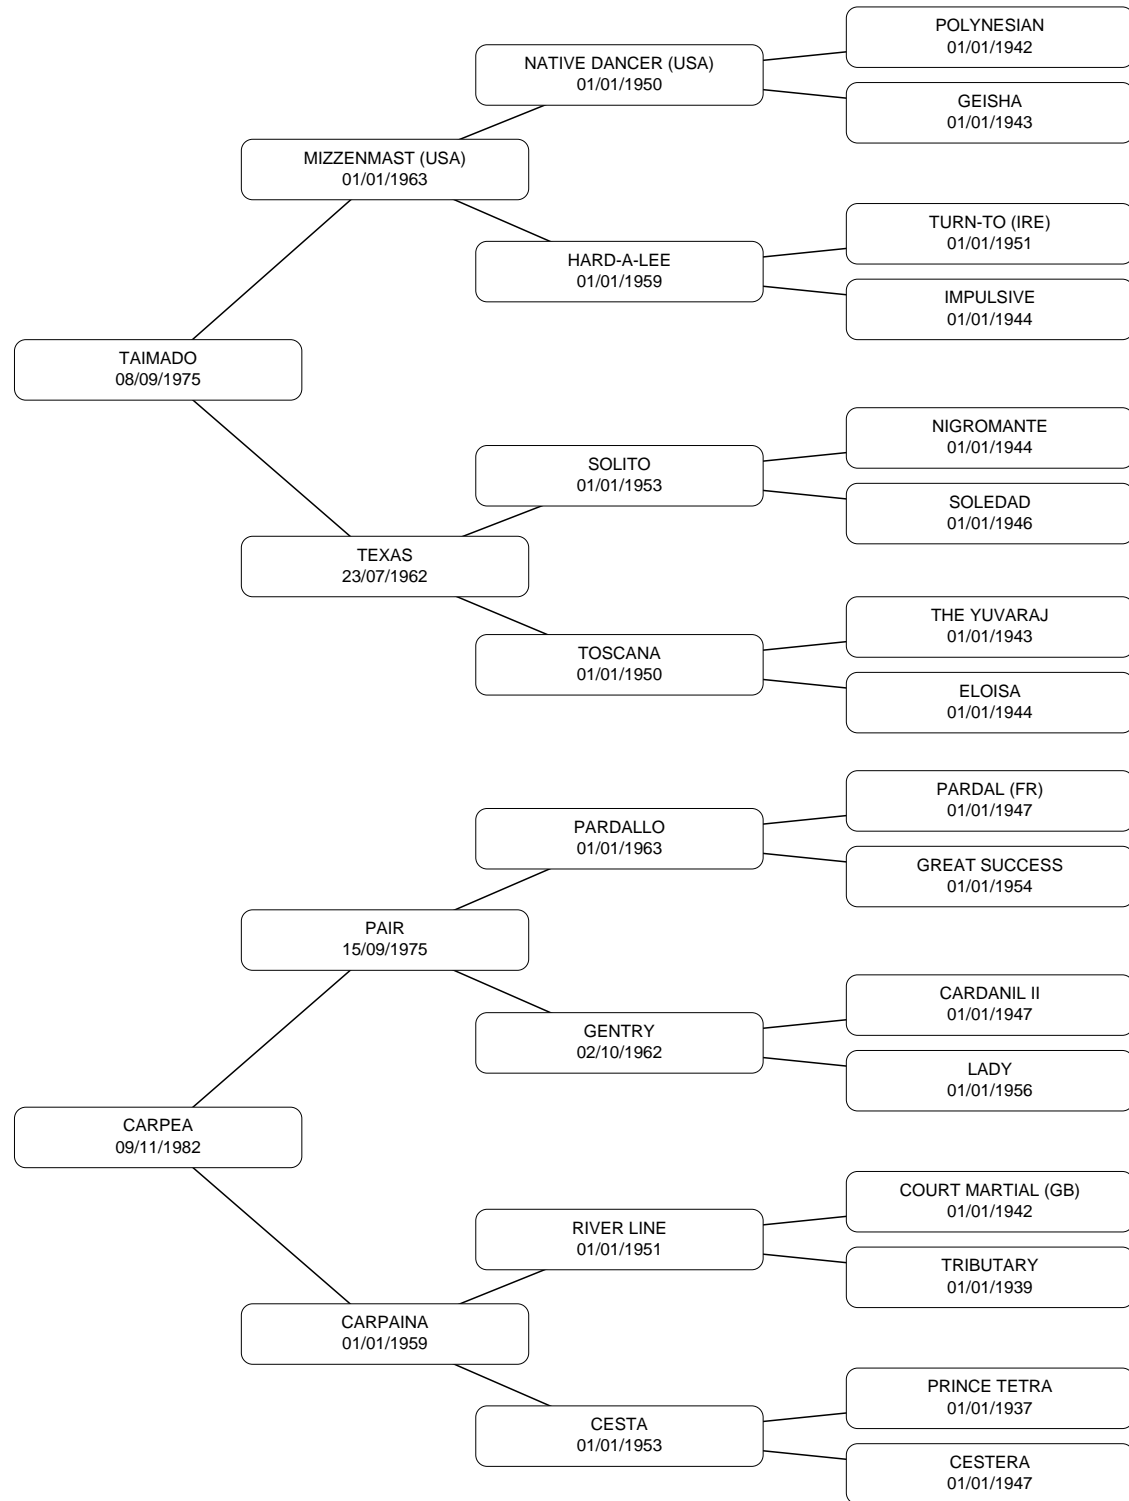 POLYNESIAN
01/01/1942
NATIVE DANCER (USA)
01/01/1950
GEISHA
01/01/1943
MIZZENMAST (USA)
01/01/1963
TURN-TO (IRE)
01/01/1951
HARD-A-LEE
01/01/1959
IMPULSIVE
01/01/1944
TAIMADO
08/09/1975
NIGROMANTE
01/01/1944
SOLITO
01/01/1953
SOLEDAD
01/01/1946
TEXAS
23/07/1962
THE YUVARAJ
01/01/1943
TOSCANA
01/01/1950
ELOISA
01/01/1944
PARDAL (FR)
01/01/1947
PARDALLO
01/01/1963
GREAT SUCCESS
01/01/1954
PAIR
15/09/1975
CARDANIL II
01/01/1947
GENTRY
02/10/1962
LADY
01/01/1956
CARPEA
09/11/1982
COURT MARTIAL (GB)
01/01/1942
RIVER LINE
01/01/1951
TRIBUTARY
01/01/1939
CARPAINA
01/01/1959
PRINCE TETRA
01/01/1937
CESTA
01/01/1953
CESTERA
01/01/1947